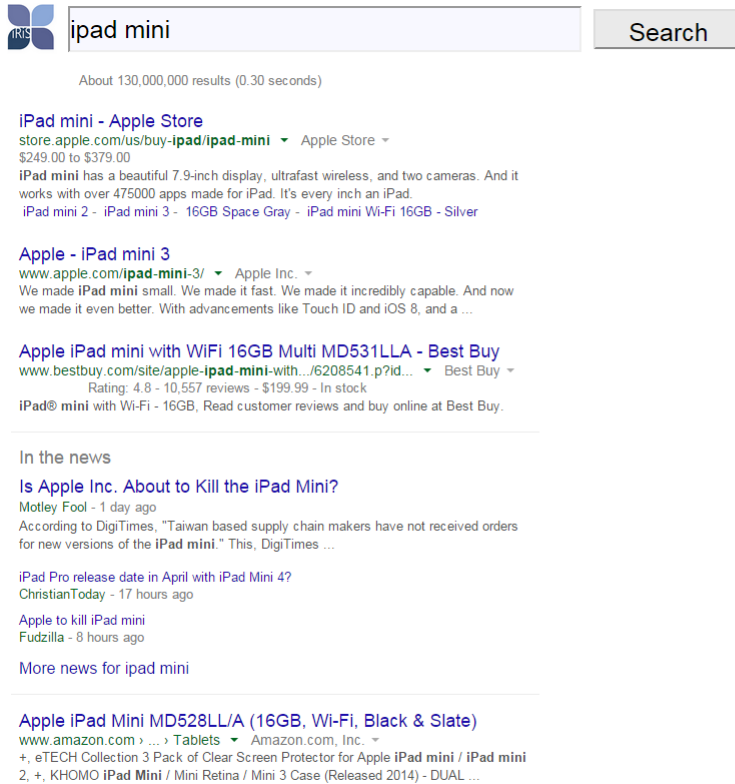 IRIS
ipad mini
Search
About 130,000,000 results (0.30 seconds)
iPad mini - Apple Store
store.apple.com/us/buy-ipad/ipad-mini ▾ Apple Store ▾
$249.00 to $379.00
iPad mini has a beautiful 7.9-inch display, ultrafast wireless, and two cameras. And it
works with over 475000 apps made for iPad. It's every inch an iPad.
iPad mini 2 - iPad mini 3 - 16GB Space Gray - iPad mini Wi-Fi 16GB - Silver
Apple - iPad mini 3
www.apple.com/ipad-mini-3/ ▾ Apple Inc. ▾
We made iPad mini small. We made it fast. We made it incredibly capable. And now
we made it even better. With advancements like Touch ID and iOS 8, and a ...
Apple iPad mini with WiFi 16GB Multi MD531LLA - Best Buy
www.bestbuy.com/site/apple-ipad-mini-with.../6208541.p?id... ▾ Best Buy ▾
Rating: 4.8 - 10,557 reviews - $199.99 - In stock
iPad® mini with Wi-Fi - 16GB, Read customer reviews and buy online at Best Buy.
In the news
Is Apple Inc. About to Kill the iPad Mini?
Motley Fool - 1 day ago
According to DigiTimes, "Taiwan based supply chain makers have not received orders
for new versions of the iPad mini." This, DigiTimes ...
iPad Pro release date in April with iPad Mini 4?
ChristianToday - 17 hours ago
Apple to kill iPad mini
Fudzilla - 8 hours ago
More news for ipad mini
Apple iPad Mini MD528LL/A (16GB, Wi-Fi, Black & Slate)
www.amazon.com › ... › Tablets ▾ Amazon.com, Inc. ▾
+, eTECH Collection 3 Pack of Clear Screen Protector for Apple iPad mini / iPad mini
2, +, KHOMO iPad Mini / Mini Retina / Mini 3 Case (Released 2014) - DUAL ...